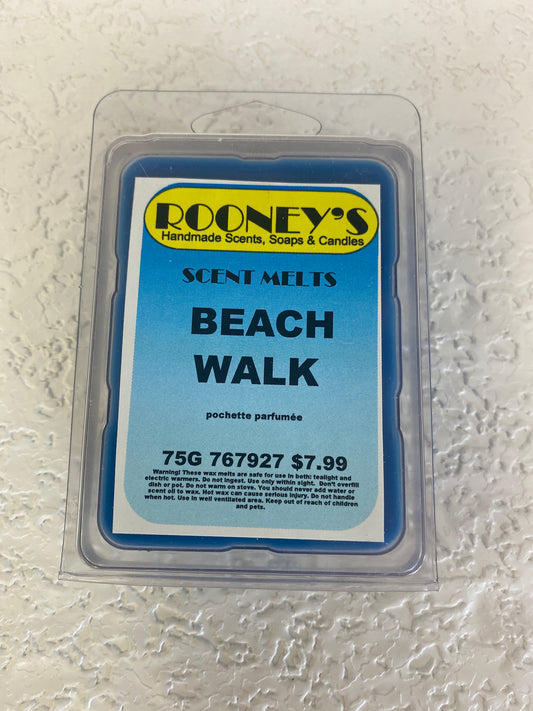 ROONEY'S
Handmade Scents, Soaps & Candles
SCENT MELTS
BEACH
WALK
pochette parfumée
75G 767927 $7.99
Warning! These wax melts are safe for use in both: tealight and
electric warmers. Do not ingest. Use only within sight. Don't overfill
dish or pot. Do not warm on stove. You should never add water or
scent oil to wax. Hot wax can cause serious injury. Do not handle
when hot. Use in well ventilated area. Keep out of reach of children
and pets.